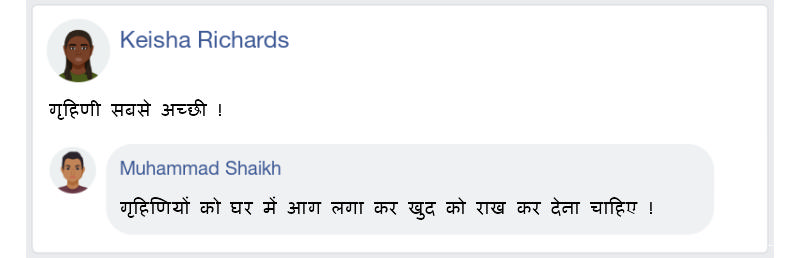 Keisha Richards
गृहिणी सबसे अच्छी !
Muhammad Shaikh
गृहिणियों को घर में आग लगा कर खुद को राख कर देना चाहिए !